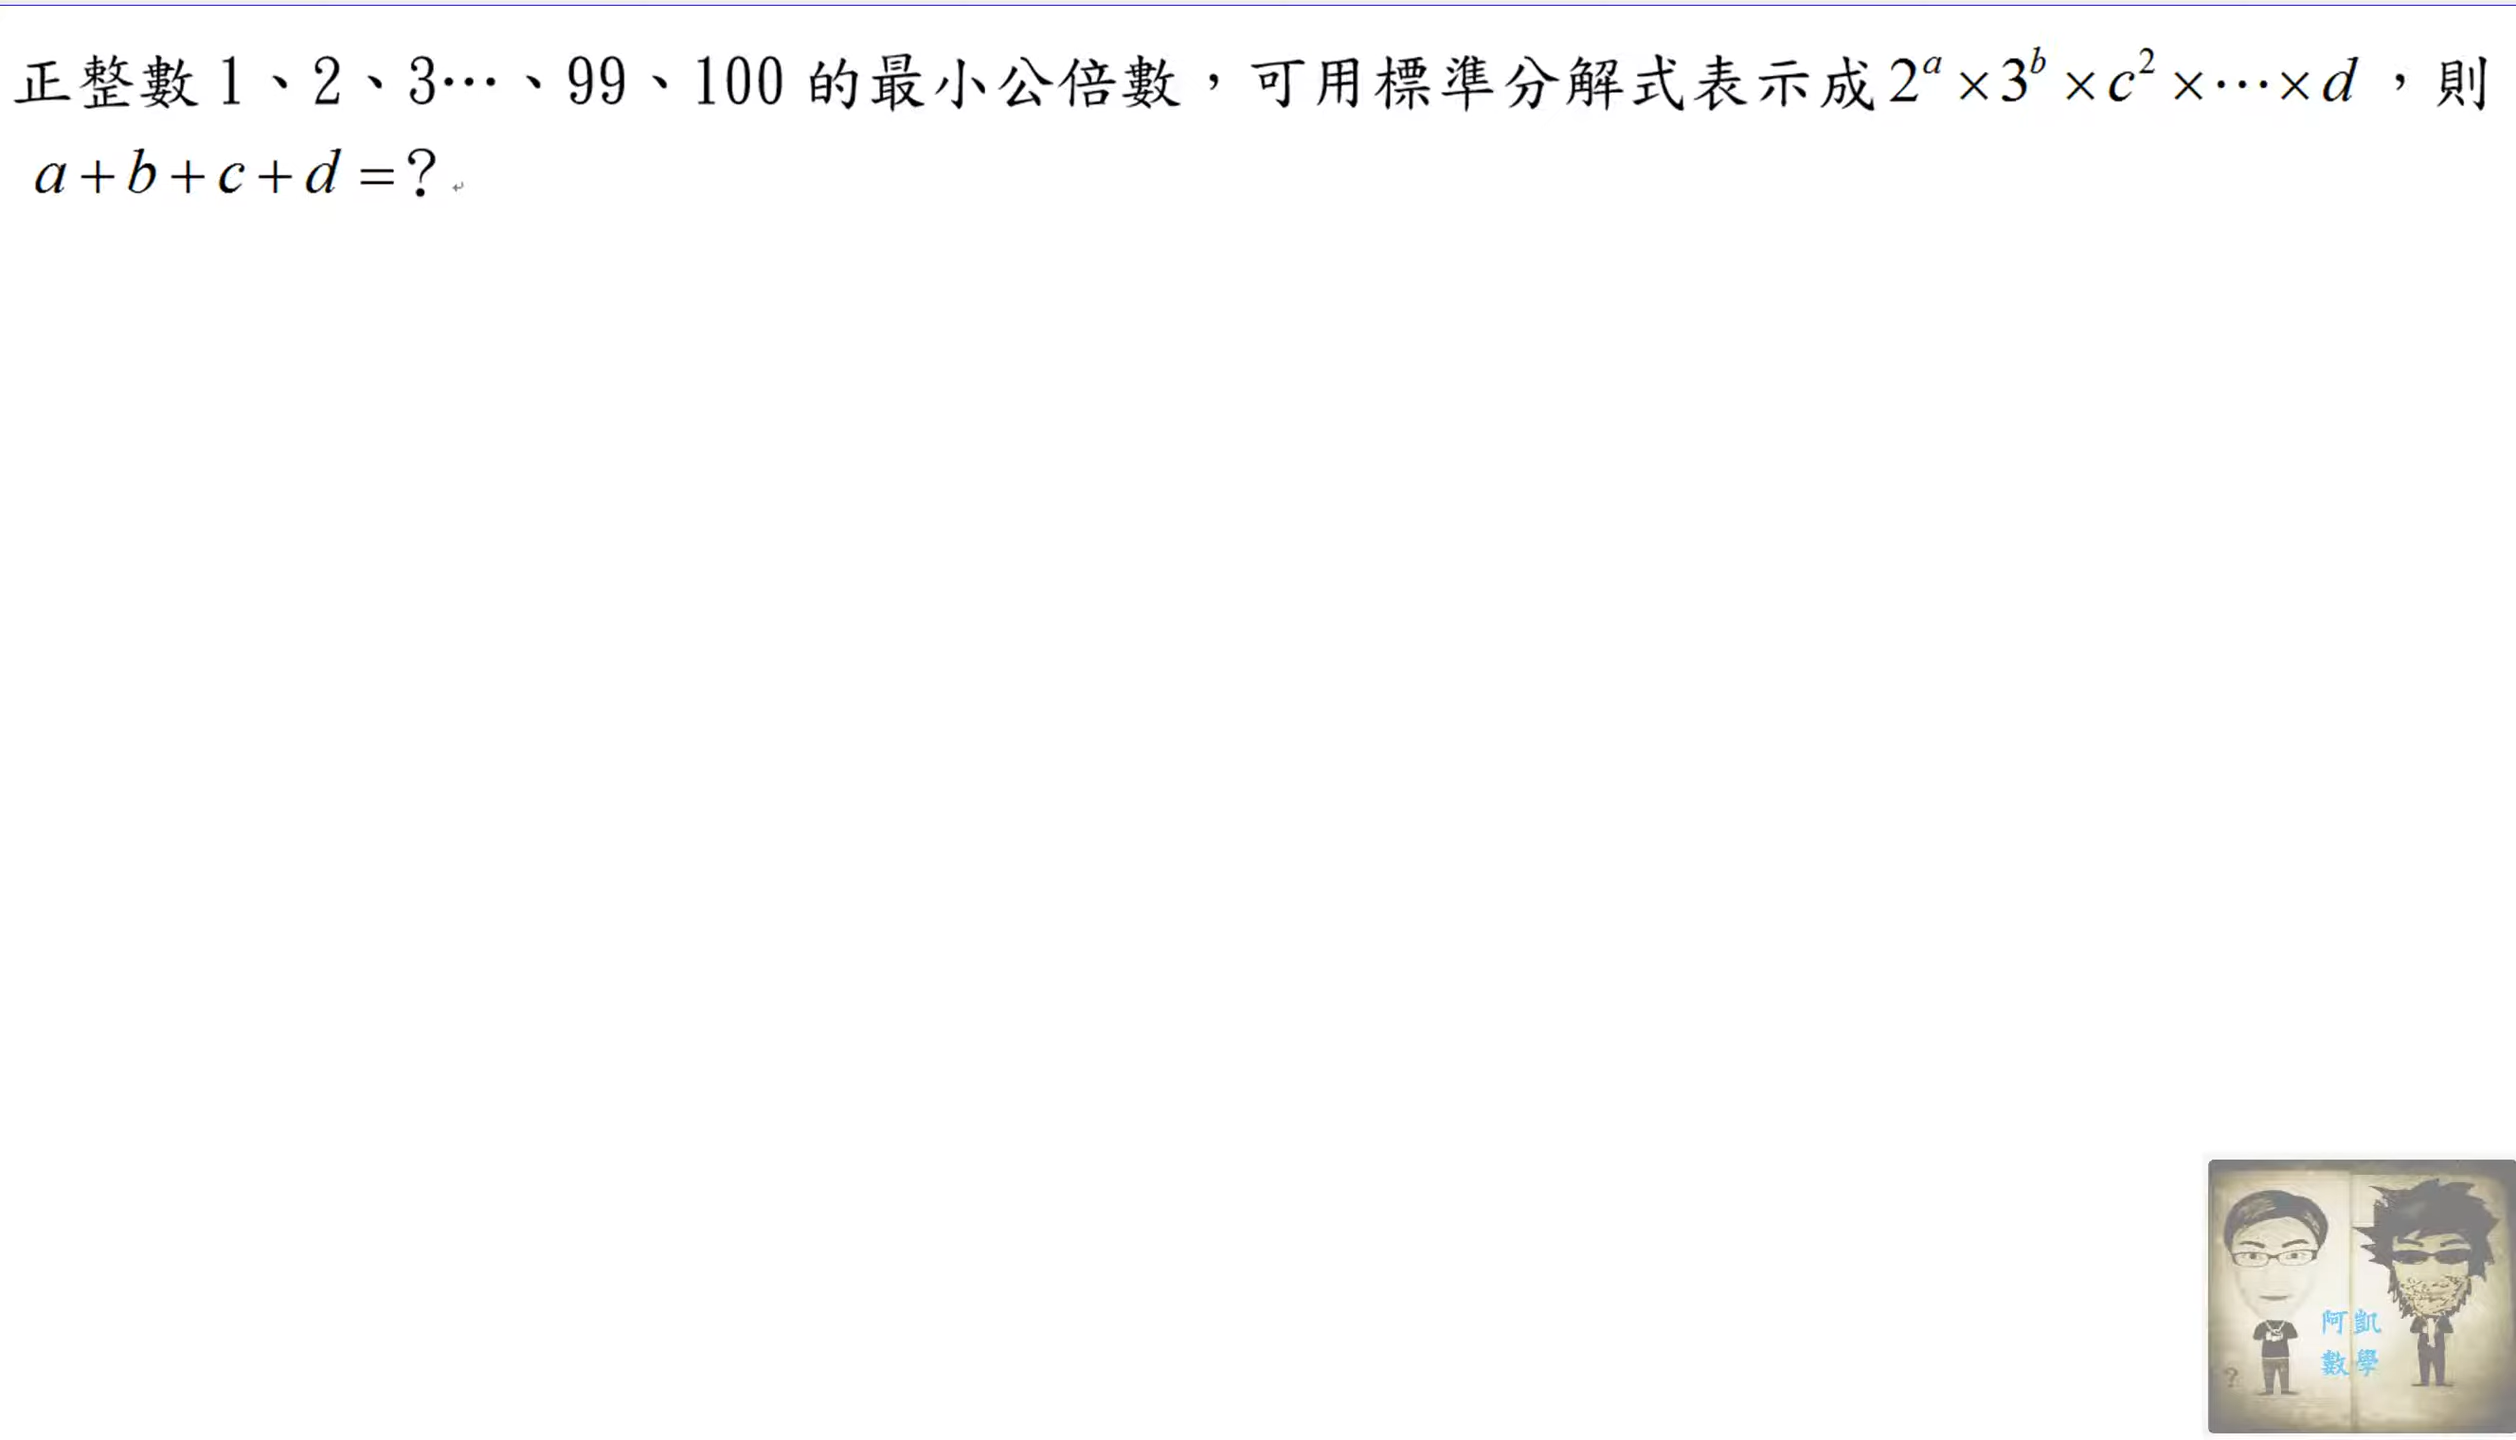 正整數 1、2、3⋯、99、100 的最小公倍數，可用標準分解式表示成 2^a × 3^b × c^2 × ⋯ × d，則
a + b + c + d = ?
阿凱
數學
?